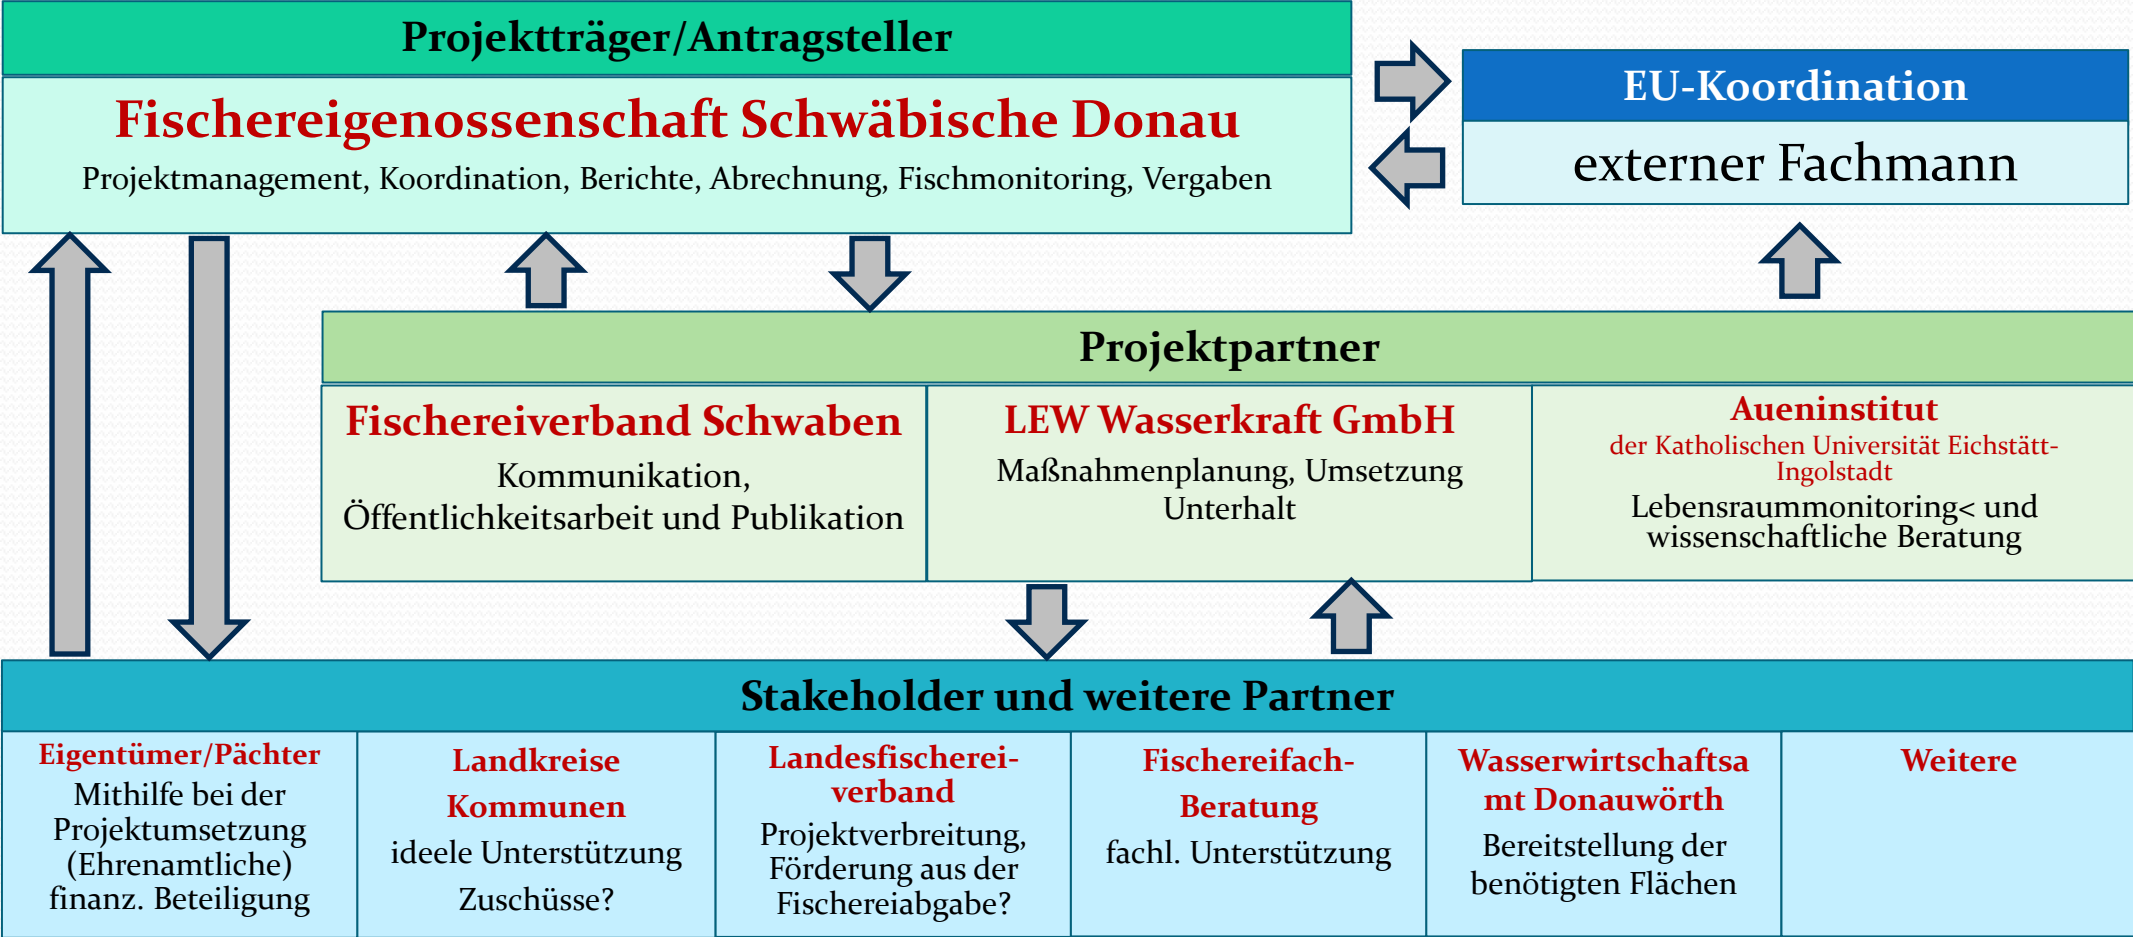 Projektträger/Antragsteller
Fischereigenossenschaft Schwäbische Donau
Projektmanagement, Koordination, Berichte, Abrechnung, Fischmonitoring, Vergaben
EU-Koordination
externer Fachmann
Projektpartner
Fischereiverband Schwaben
Kommunikation,
Öffentlichkeitsarbeit und Publikation
LEW Wasserkraft GmbH
Maßnahmenplanung, Umsetzung
Unterhalt
Aueninstitut
der Katholischen Universität Eichstätt-
Ingolstadt
Lebensraummonitoring< und
wissenschaftliche Beratung
Stakeholder und weitere Partner
Eigentümer/Pächter
Mithilfe bei der
Projektumsetzung
(Ehrenamtliche)
finanz. Beteiligung
Landkreise
Kommunen
ideele Unterstützung
Zuschüsse?
Landesfischerei-
verband
Projektverbreitung,
Förderung aus der
Fischereiabgabe?
Fischereifach-
Beratung
fachl. Unterstützung
Wasserwirtschaftsa
mt Donauwörth
Bereitstellung der
benötigten Flächen
Weitere